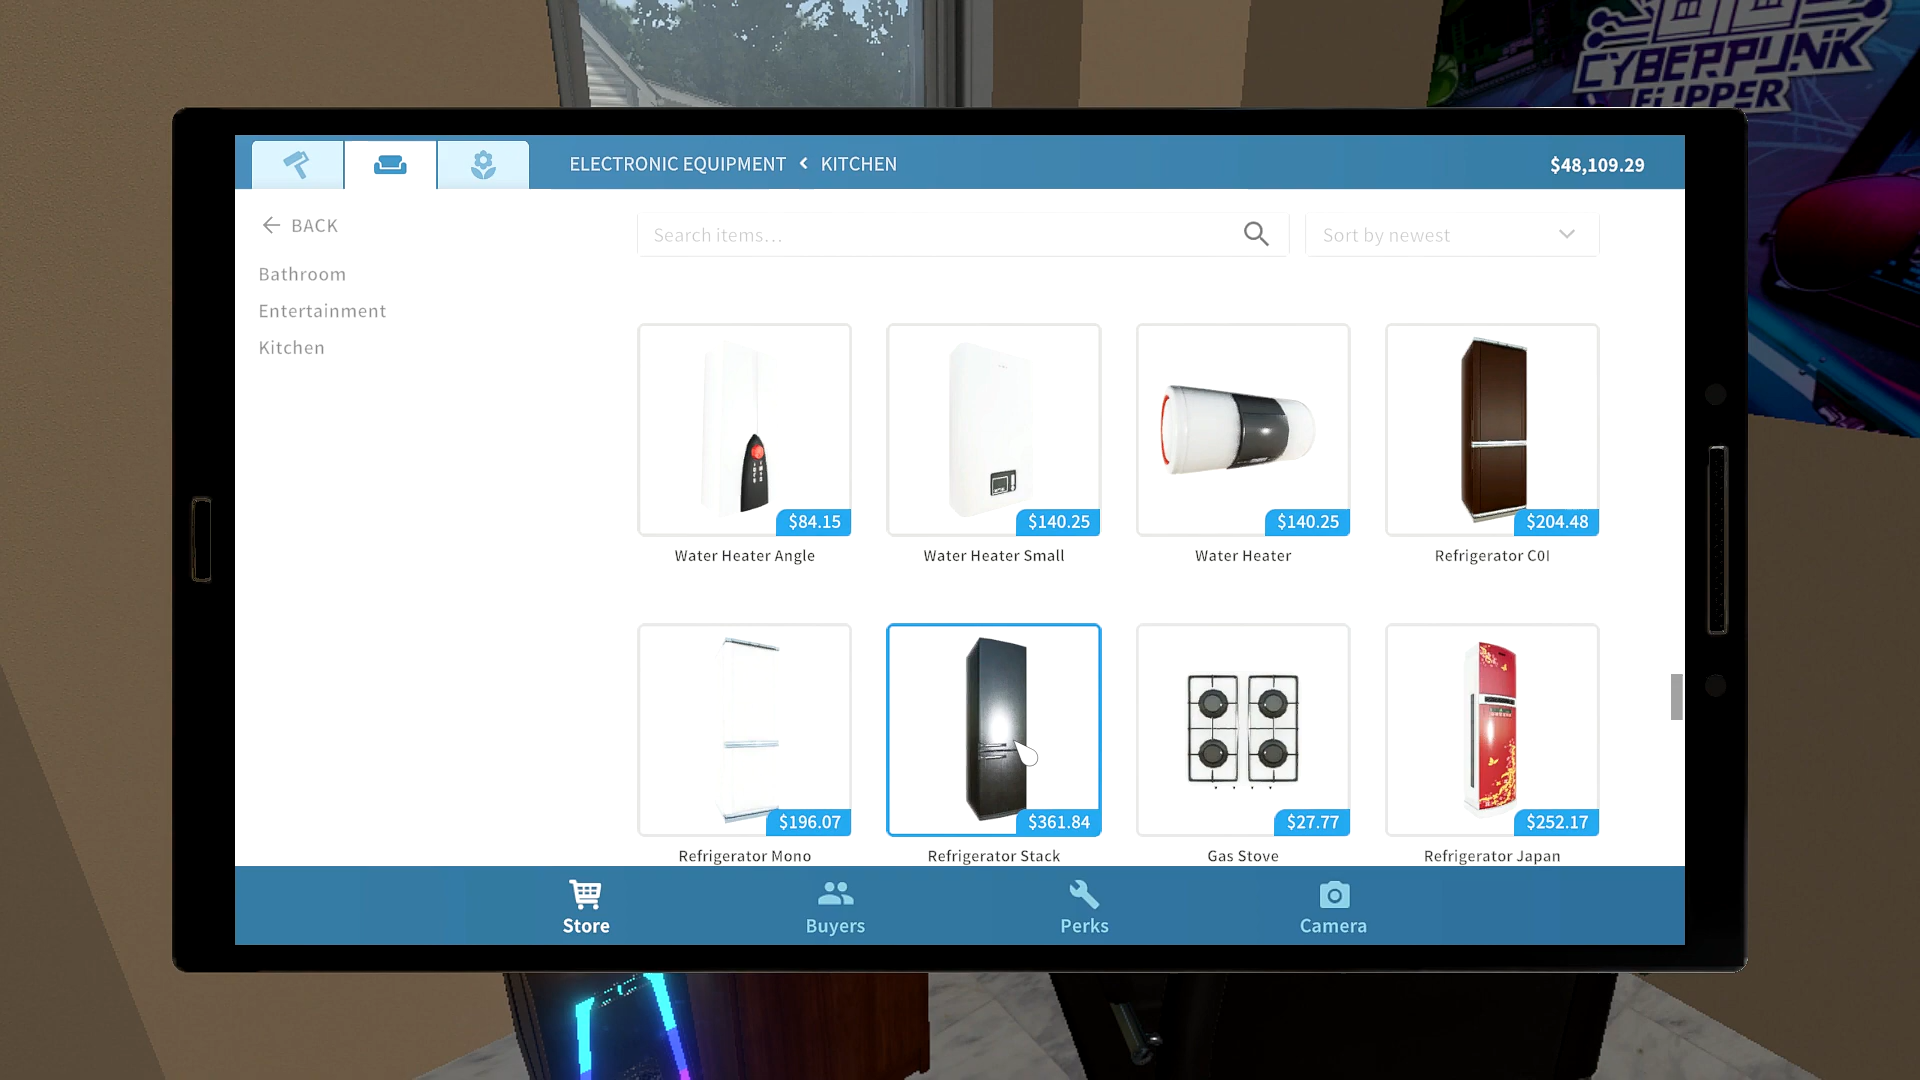 CYBERPUNK
FLIPPER
ELECTRONIC EQUIPMENT < KITCHEN
$48,109.29
BACK
Search items...
Sort by newest
Bathroom
Entertainment
Kitchen
$84.15
$140.25
$140.25
$204.48
Water Heater Angle
Water Heater Small
Water Heater
Refrigerator C0I
$196.07
$361.84
$27.77
$252.17
Refrigerator Mono
Refrigerator Stack
Gas Stove
Refrigerator Japan
Store
Buyers
Perks
Camera